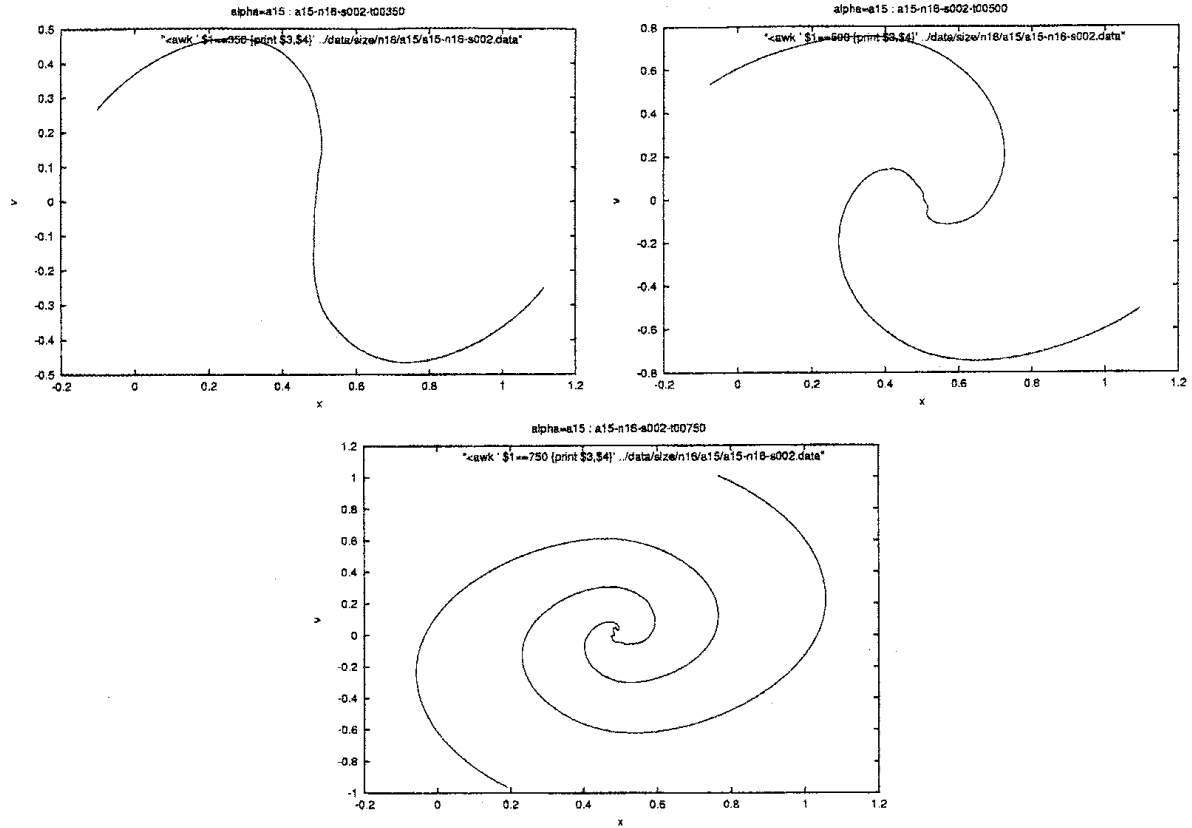 alpha=a15 : a15-n16-s002-t00350
"<awk ' $1==350 {print $3,$4}' ../data/size/n16/a15/a15-n16-s002.data"
0.5
0.4
0.3
0.2
0.1
0
-0.1
-0.2
-0.3
-0.4
-0.5
v
-0.2 0 0.2 0.4 0.6 0.8 1 1.2
x
alpha=a15 : a15-n16-s002-t00500
"<awk ' $1==500 {print $3,$4}' ../data/size/n16/a15/a15-n16-s002.data"
0.8
0.6
0.4
0.2
0
-0.2
-0.4
-0.6
-0.8
v
-0.2 0 0.2 0.4 0.6 0.8 1 1.2
x
alpha=a15 : a15-n16-s002-t00750
"<awk ' $1==750 {print $3,$4}' ../data/size/n16/a15/a15-n16-s002.data"
1.2
1
0.8
0.6
0.4
0.2
0
-0.2
-0.4
-0.6
-0.8
-1
v
-0.2 0 0.2 0.4 0.6 0.8 1 1.2
x